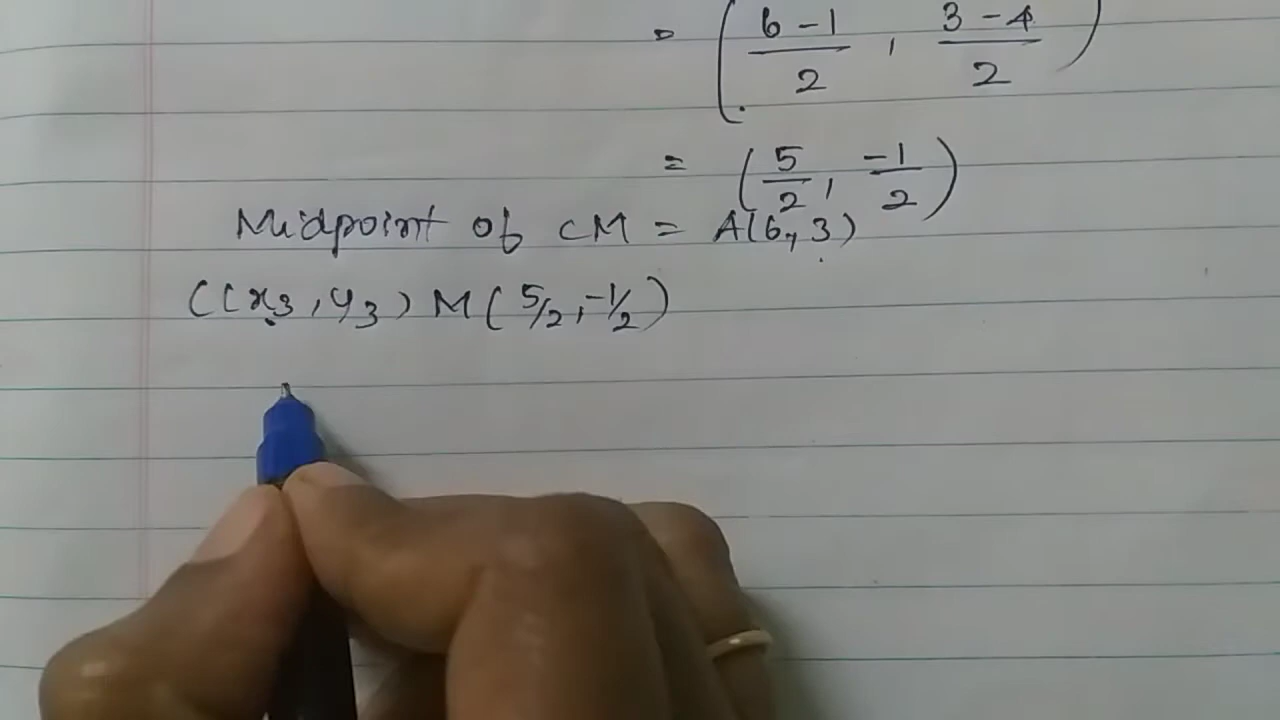 = ( 6 - 1 / 2 , 3 - 4 / 2 )
= ( 5 / 2 , -1 / 2 )
Midpoint of CM = A(6, 3)
C(x3, y3) M(5/2, -1/2)